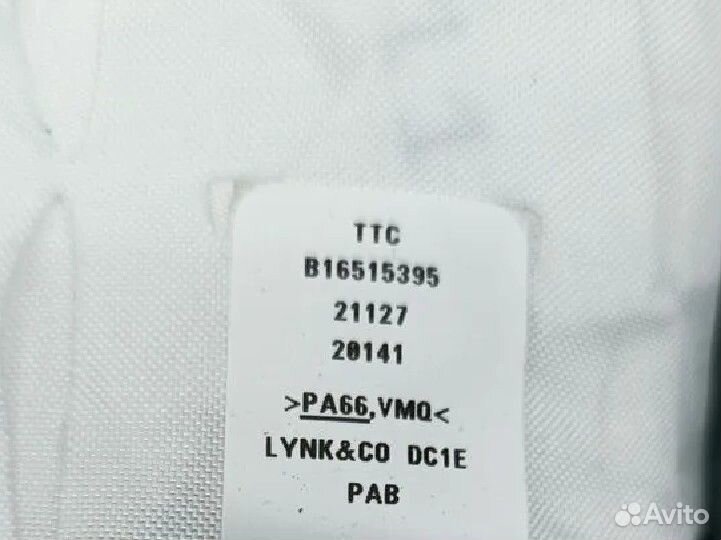 TTC
B16515395
21127
20141
>PA66,VMQ<
LYNK&CO DC1E
PAB
Avito